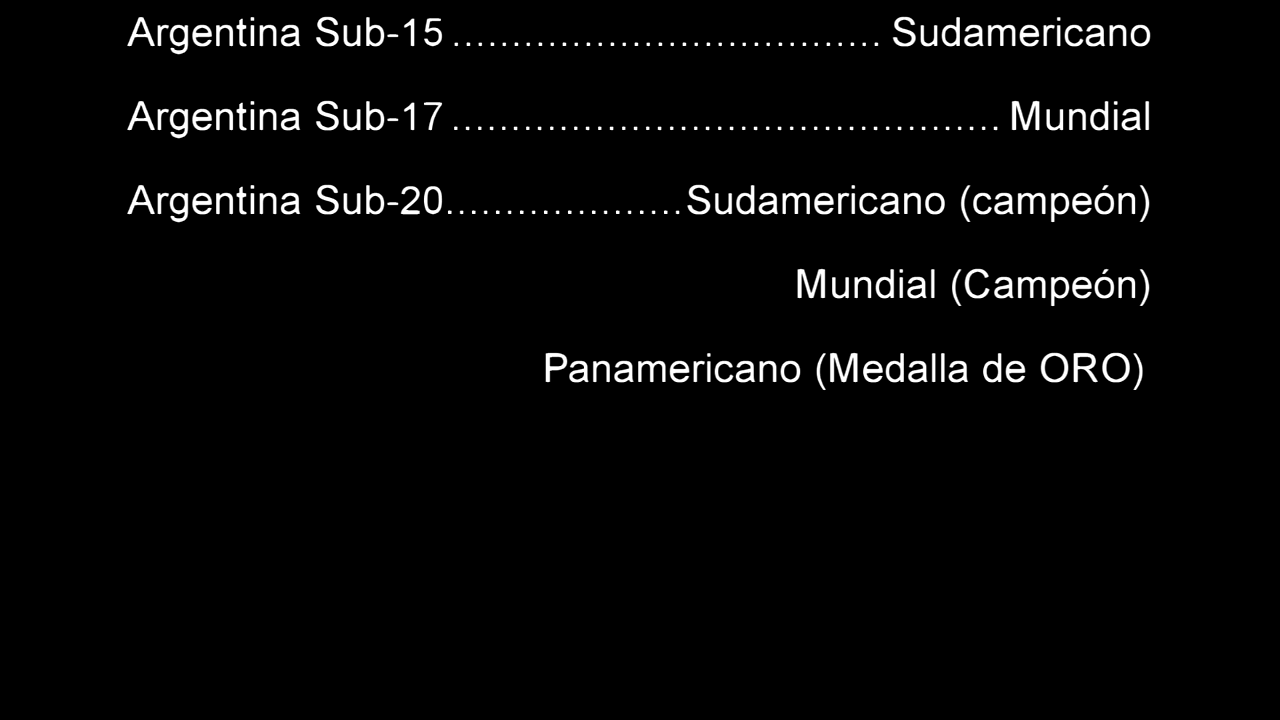 Argentina Sub-15 .................................... Sudamericano
Argentina Sub-17 .............................................. Mundial
Argentina Sub-20....................Sudamericano (campeón)
Mundial (Campeón)
Panamericano (Medalla de ORO)